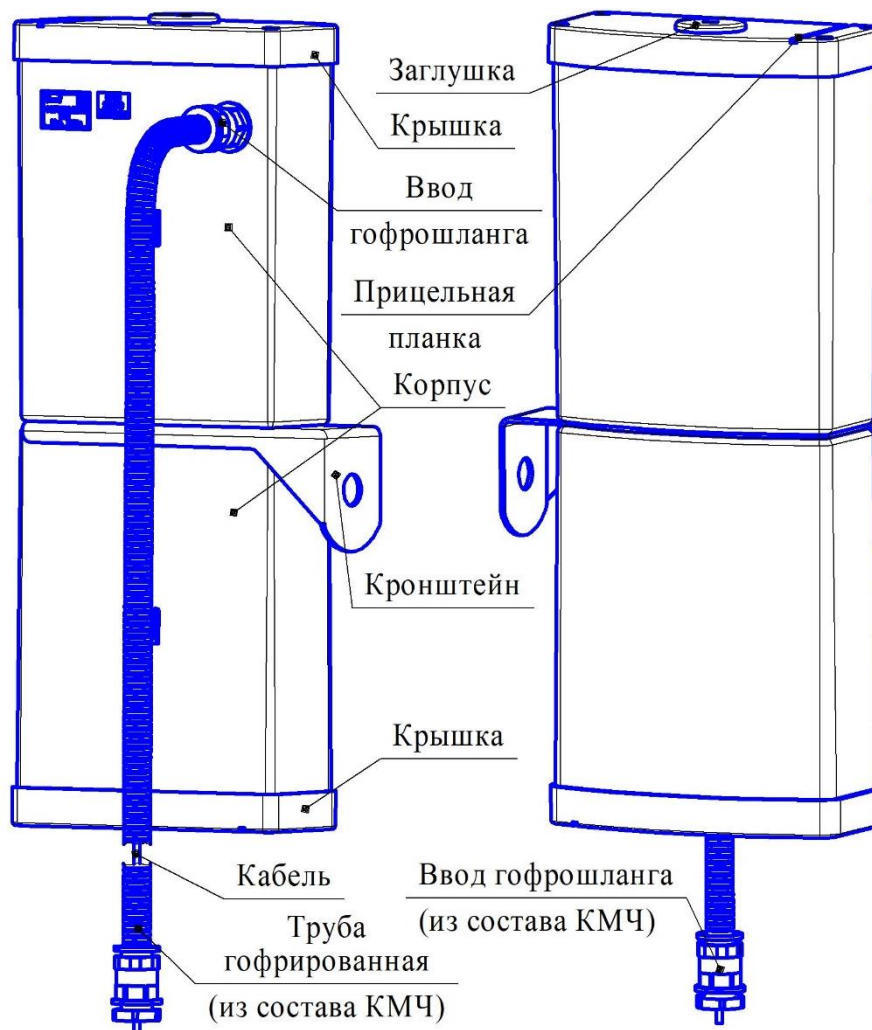 Заглушка
Крышка
Ввод
гофрошланга
Прицельная
планка
Корпус
Кронштейн
Крышка
Кабель
Труба
гофрированная
(из состава КМЧ)
Ввод гофрошланга
(из состава КМЧ)